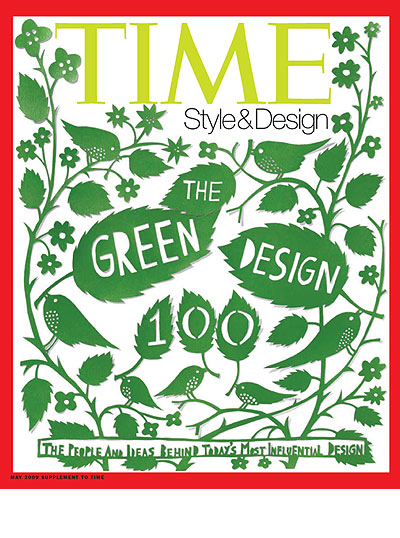 TIME
Style&Design
THE
GREEN
DESIGN
100
THE PEOPLE AND IDEAS BEHIND TODAY'S MOST INFLUENTIAL DESIGN
MAY 2009 SUPPLEMENT TO TIME